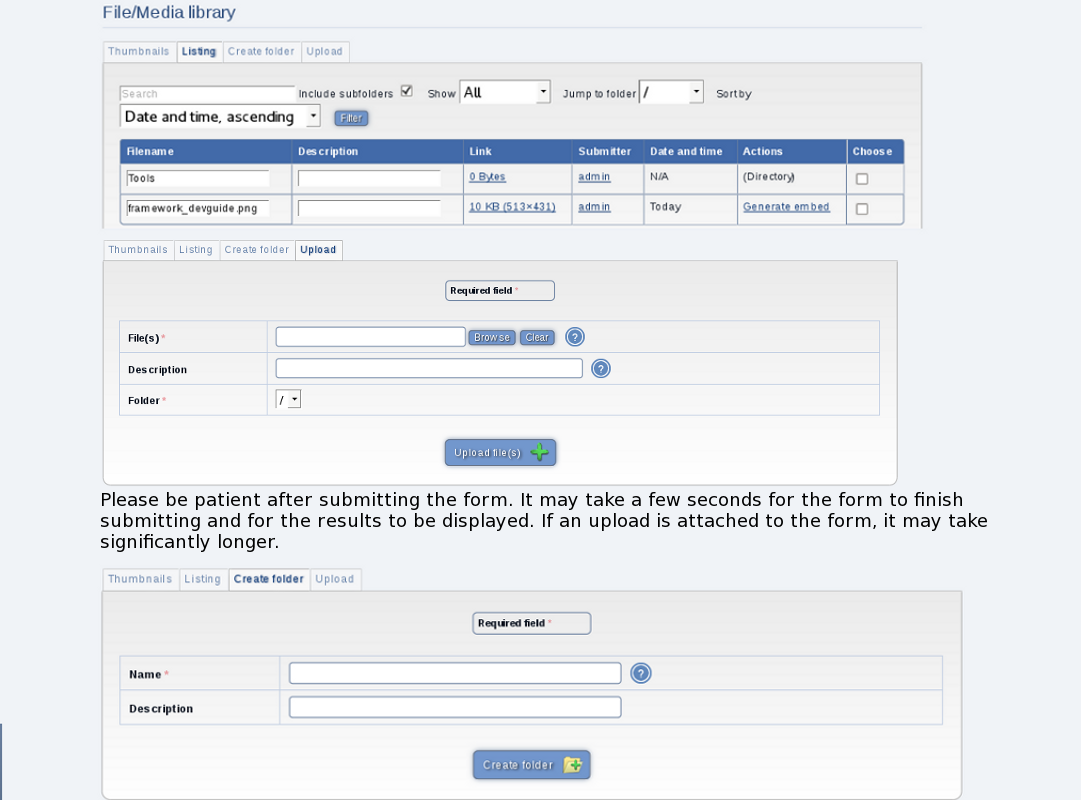 File/Media library
Thumbnails Listing Create folder Upload
Search Include subfolders Show All Jump to folder / Sort by
Date and time, ascending Filter
Filename Description Link Submitter Date and time Actions Choose
Tools 0 Bytes admin N/A (Directory)
framework_devguide.png 10 KB (513×431) admin Today Generate embed
Thumbnails Listing Create folder Upload
Required field *
File(s) * Browse Clear ?
Description ?
Folder * /
Upload file(s)
Please be patient after submitting the form. It may take a few seconds for the form to finish
submitting and for the results to be displayed. If an upload is attached to the form, it may take
significantly longer.
Thumbnails Listing Create folder Upload
Required field *
Name * ?
Description
Create folder